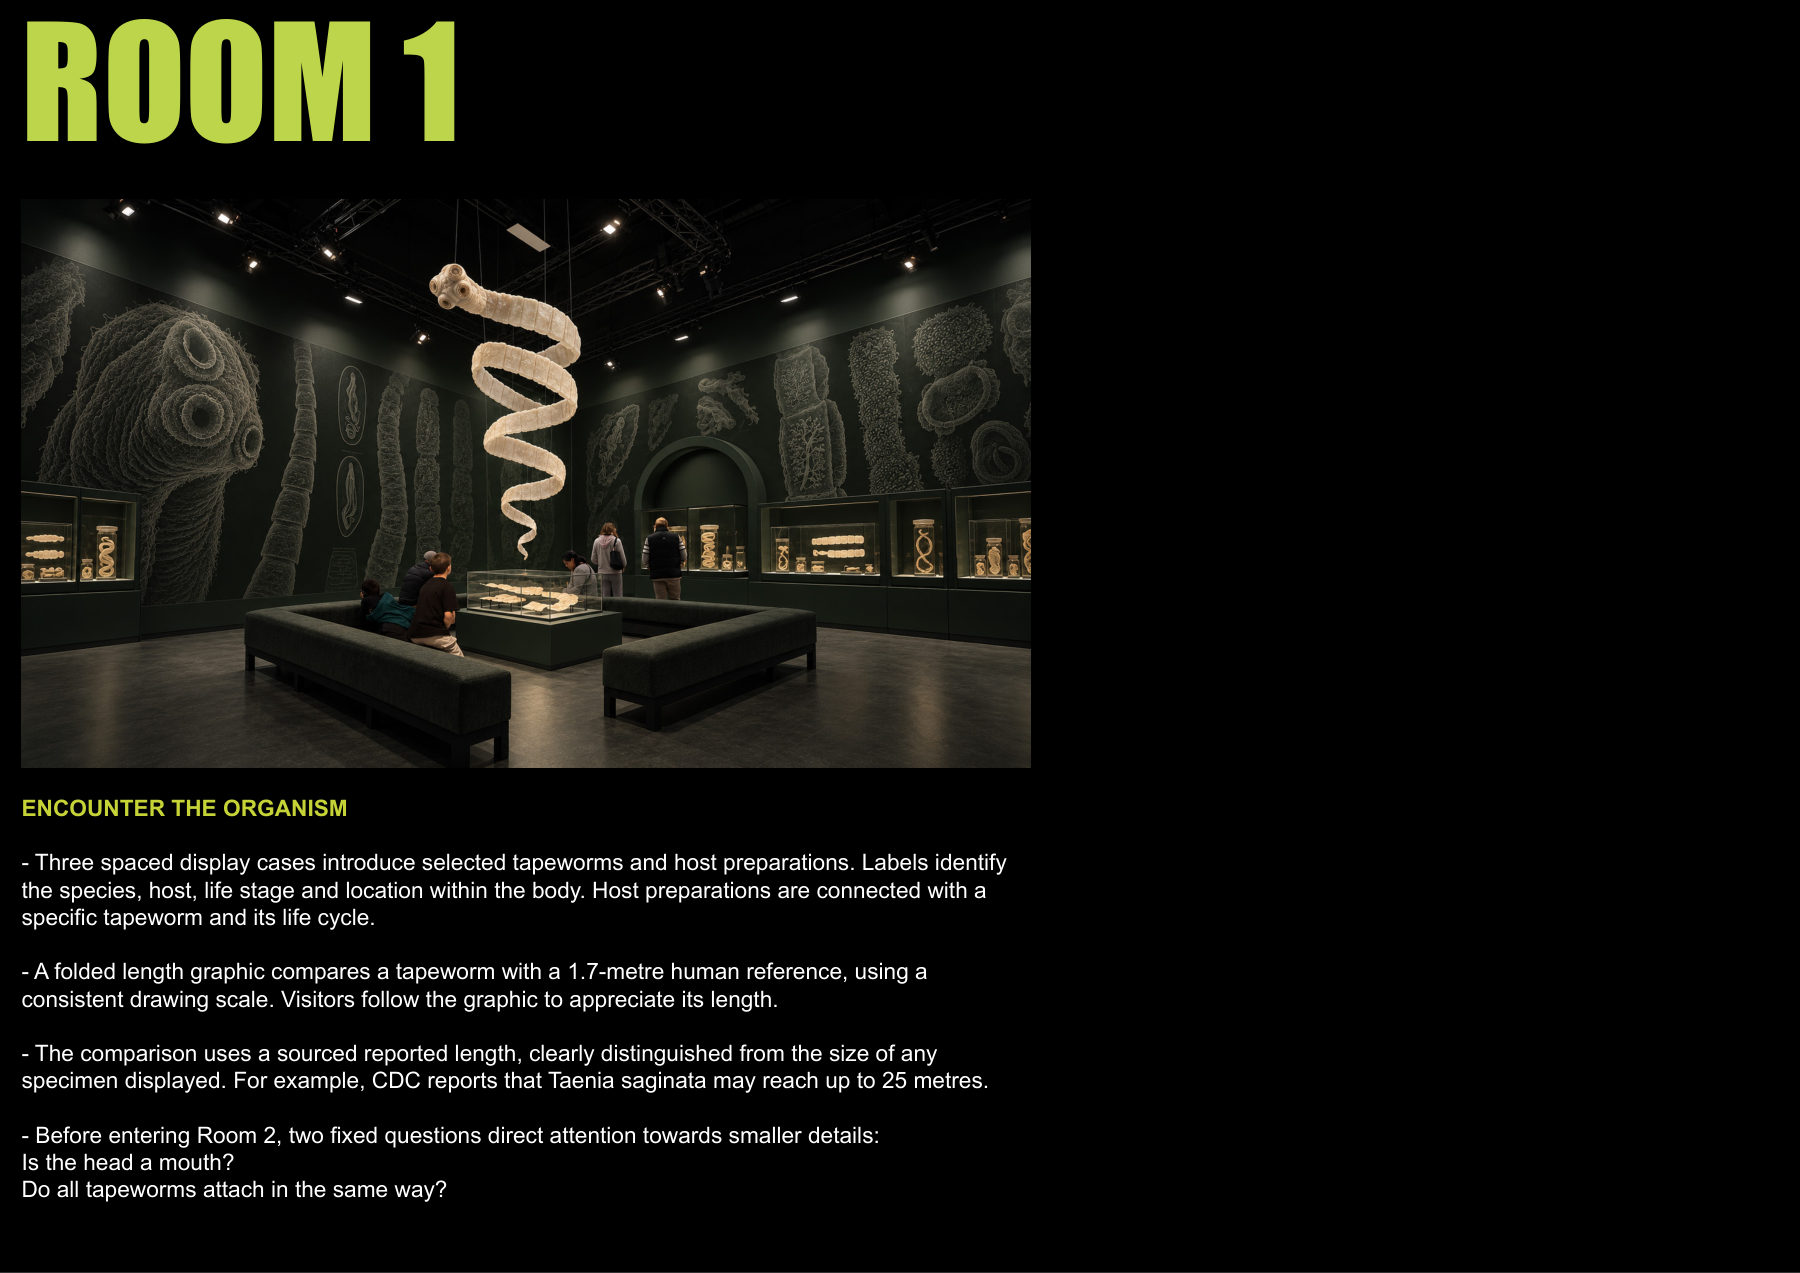 ROOM 1
ENCOUNTER THE ORGANISM
- Three spaced display cases introduce selected tapeworms and host preparations. Labels identify
the species, host, life stage and location within the body. Host preparations are connected with a
specific tapeworm and its life cycle.
- A folded length graphic compares a tapeworm with a 1.7-metre human reference, using a
consistent drawing scale. Visitors follow the graphic to appreciate its length.
- The comparison uses a sourced reported length, clearly distinguished from the size of any
specimen displayed. For example, CDC reports that Taenia saginata may reach up to 25 metres.
- Before entering Room 2, two fixed questions direct attention towards smaller details:
Is the head a mouth?
Do all tapeworms attach in the same way?